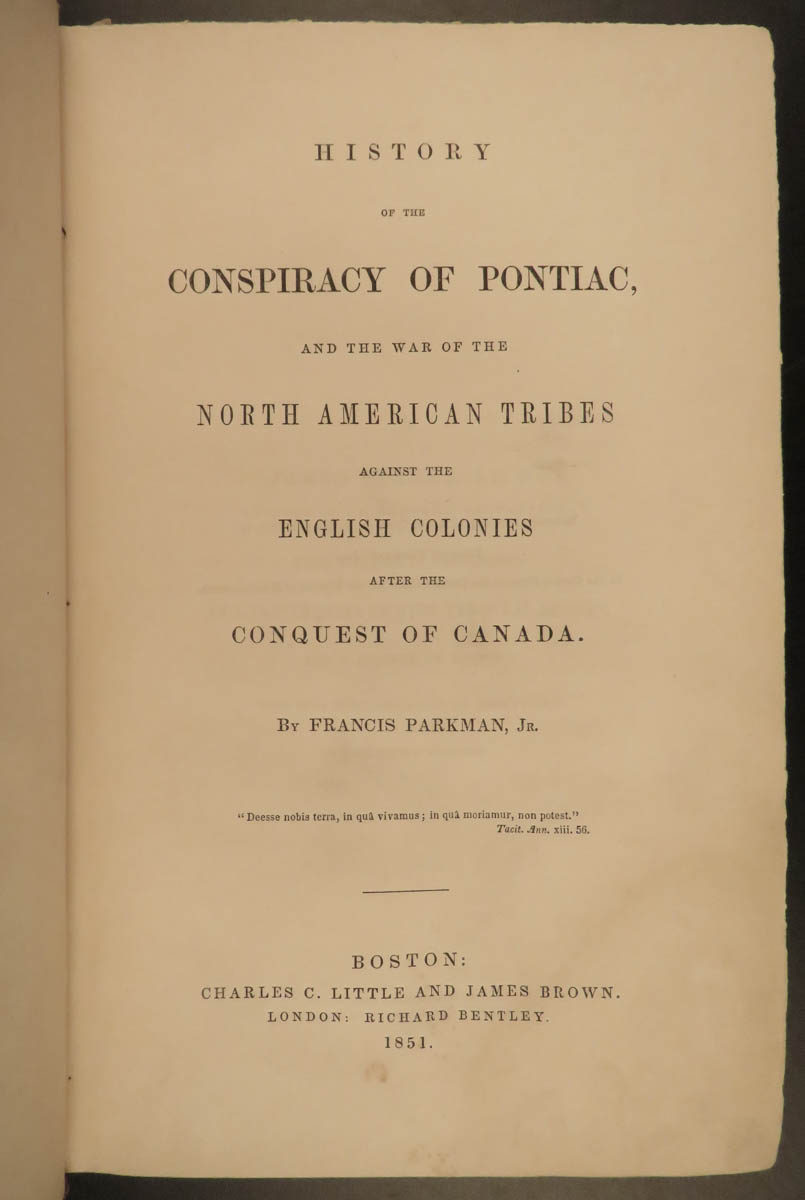 HISTORY
OF THE
CONSPIRACY OF PONTIAC,
AND THE WAR OF THE
NORTH AMERICAN TRIBES
AGAINST THE
ENGLISH COLONIES
AFTER THE
CONQUEST OF CANADA.
By FRANCIS PARKMAN, Jr.
"Deesse nobis terra, in quâ vivamus; in quâ moriamur, non potest."
Tacit. Ann. xiii. 56.
BOSTON:
CHARLES C. LITTLE AND JAMES BROWN.
LONDON: RICHARD BENTLEY.
1851.